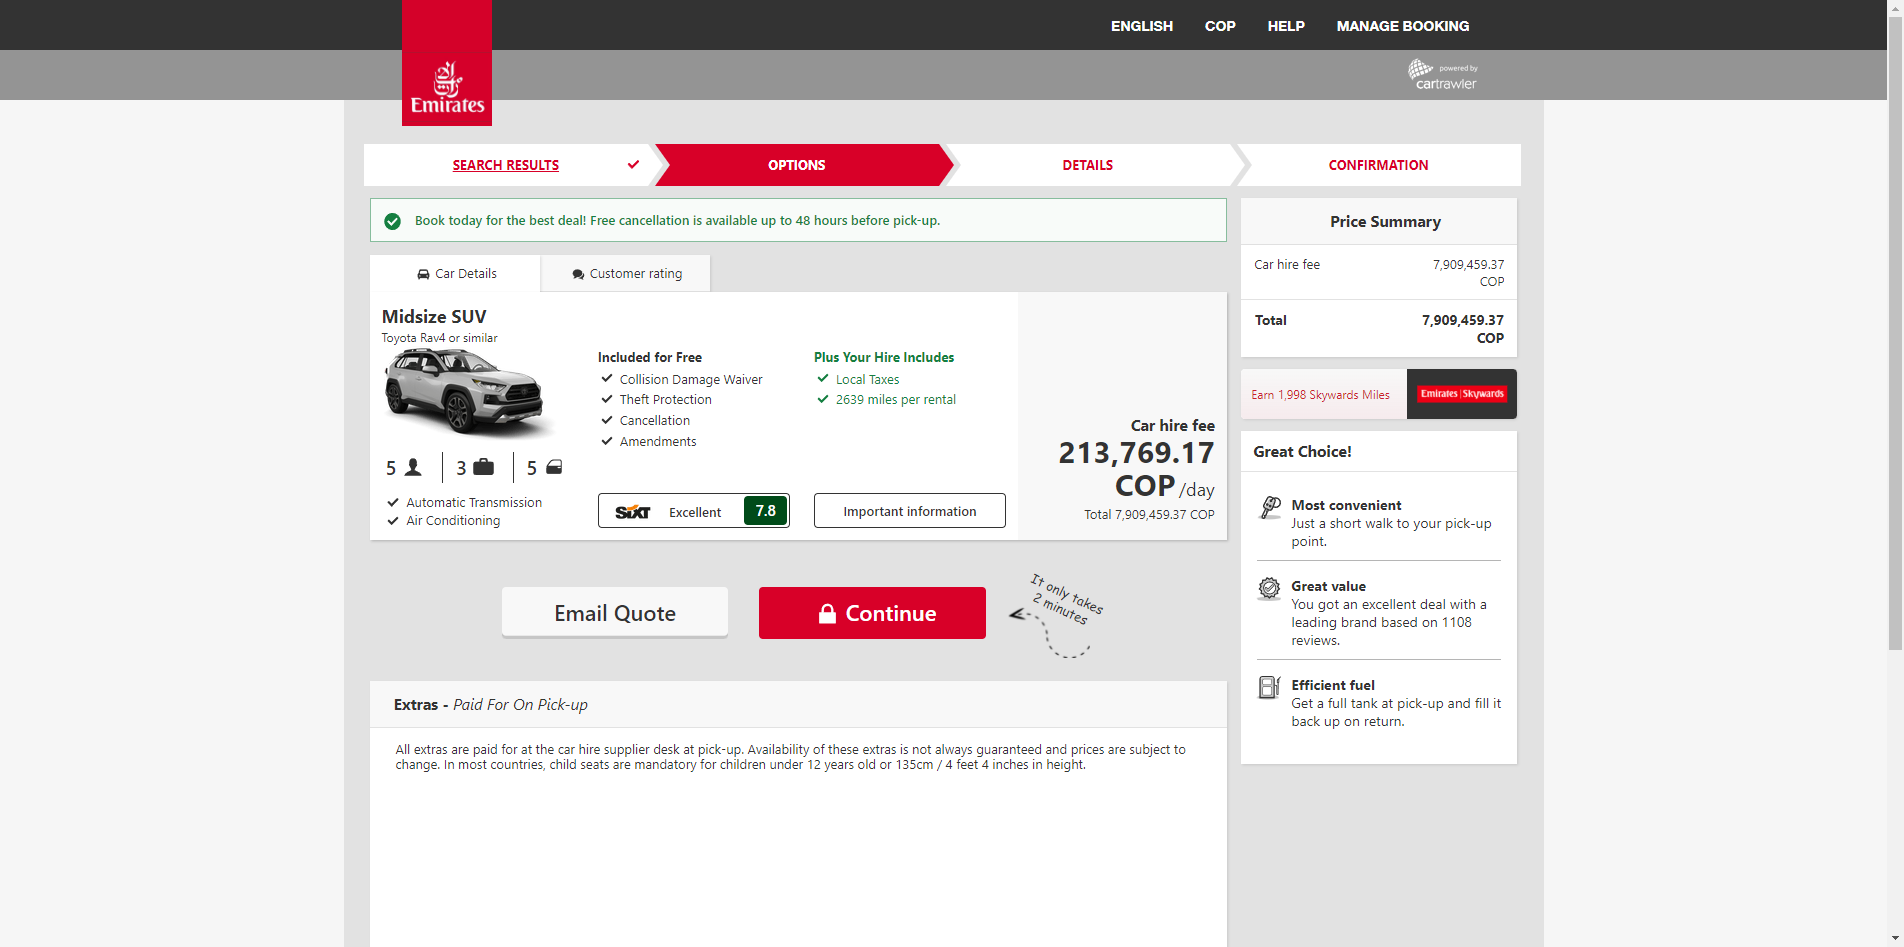 ENGLISH COP HELP MANAGE BOOKING
powered by
cartrawler
Emirates
SEARCH RESULTS
OPTIONS
DETAILS
CONFIRMATION
Book today for the best deal! Free cancellation is available up to 48 hours before pick-up.
Car Details
Customer rating
Midsize SUV
Toyota Rav4 or similar
5 3 5
Automatic Transmission
Air Conditioning
Included for Free
Collision Damage Waiver
Theft Protection
Cancellation
Amendments
SIXT Excellent 7.8
Plus Your Hire Includes
Local Taxes
2639 miles per rental
Important information
Car hire fee
213,769.17
COP /day
Total 7,909,459.37 COP
Email Quote
Continue
It only takes
2 minutes
Extras - Paid For On Pick-up
All extras are paid for at the car hire supplier desk at pick-up. Availability of these extras is not always guaranteed and prices are subject to
change. In most countries, child seats are mandatory for children under 12 years old or 135cm / 4 feet 4 inches in height.
Price Summary
Car hire fee 7,909,459.37
COP
Total 7,909,459.37
COP
Earn 1,998 Skywards Miles
Emirates | Skywards
Great Choice!
Most convenient
Just a short walk to your pick-up
point.
Great value
You got an excellent deal with a
leading brand based on 1108
reviews.
Efficient fuel
Get a full tank at pick-up and fill it
back up on return.